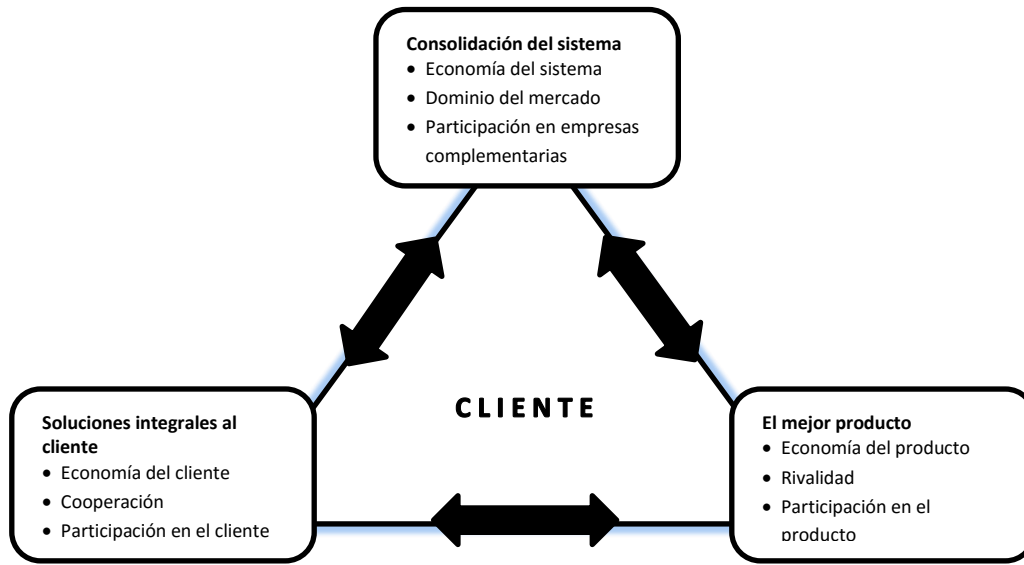 Consolidación del sistema
• Economía del sistema
• Dominio del mercado
• Participación en empresas
complementarias
CLIENTE
Soluciones integrales al
cliente
• Economía del cliente
• Cooperación
• Participación en el cliente
El mejor producto
• Economía del producto
• Rivalidad
• Participación en el
producto